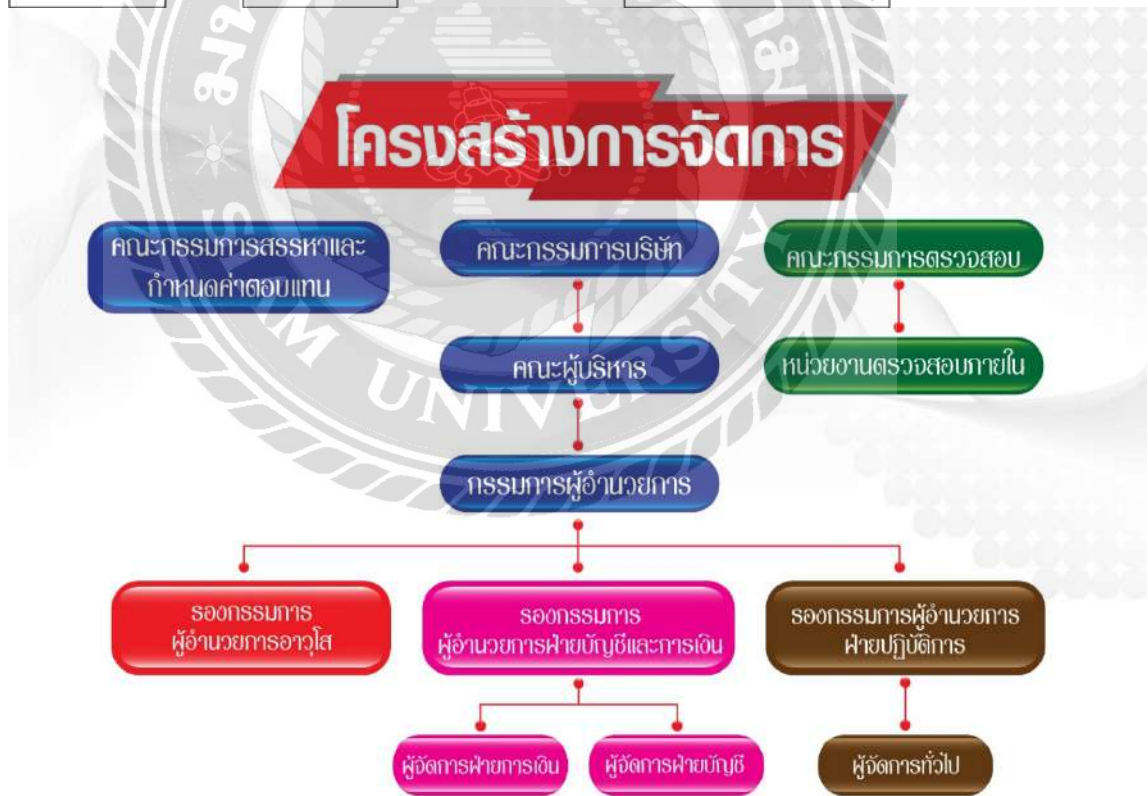 โครงสร้างการจัดการ
คณะกรรมการสรรหาและ
กำหนดค่าตอบแทน
คณะกรรมการบริษัท
คณะกรรมการตรวจสอบ
คณะผู้บริหาร
หน่วยงานตรวจสอบภายใน
กรรมการผู้อำนวยการ
รองกรรมการ
ผู้อำนวยการอาวุโส
รองกรรมการ
ผู้อำนวยการฝ่ายบัญชีและการเงิน
รองกรรมการผู้อำนวยการ
ฝ่ายปฏิบัติการ
ผู้จัดการฝ่ายการเงิน
ผู้จัดการฝ่ายบัญชี
ผู้จัดการทั่วไป
SIAM UNIVERSITY